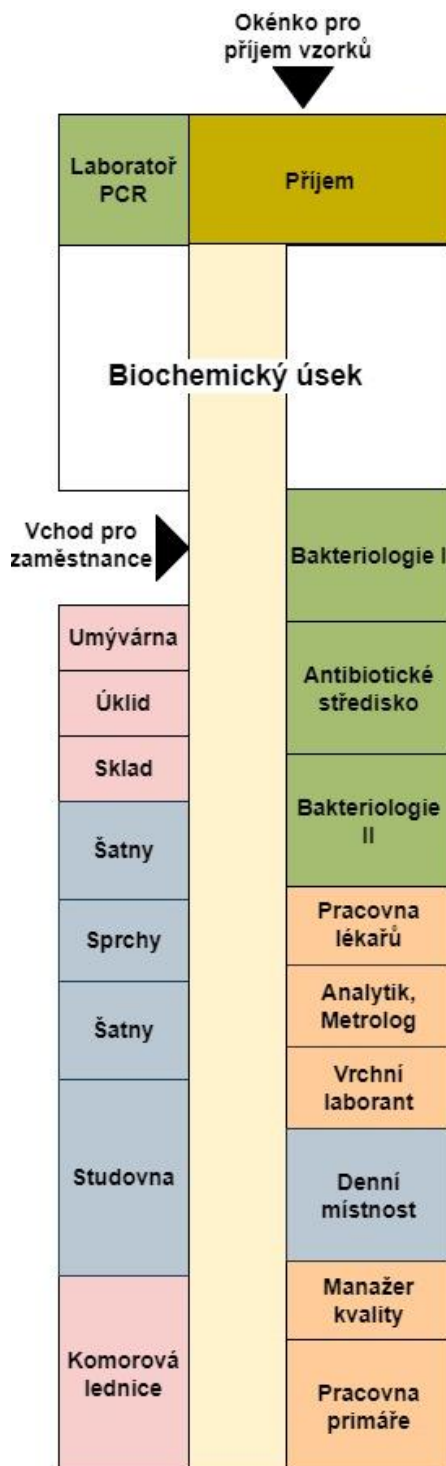 Okénko pro
příjem vzorků
Laboratoř
PCR
Příjem
Biochemický úsek
Vchod pro
zaměstnance
Bakteriologie I
Umývárna
Úklid
Antibiotické
středisko
Sklad
Bakteriologie
II
Šatny
Pracovna
lékařů
Sprchy
Analytik,
Metrolog
Šatny
Vrchní
laborant
Studovna
Denní
místnost
Manažer
kvality
Komorová
lednice
Pracovna
primáře